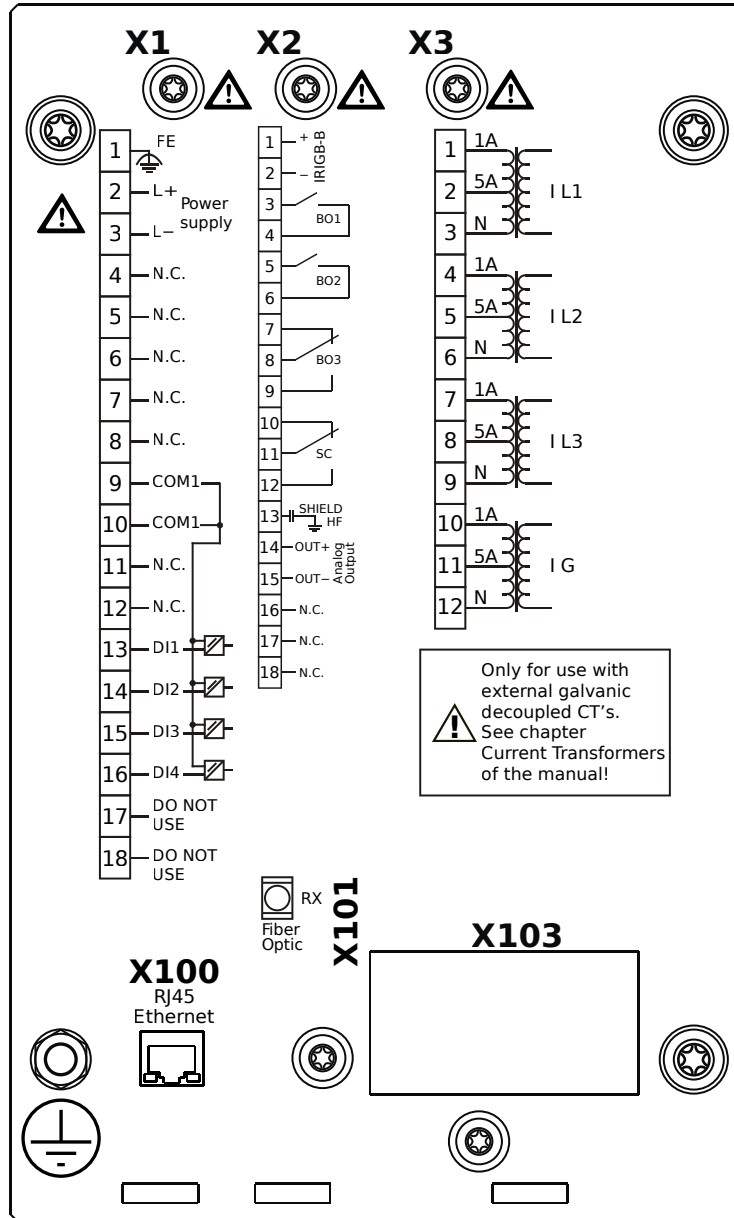 X1
X2
X3
1 FE
2 L+
Power
supply
3 L−
4 N.C.
5 N.C.
6 N.C.
7 N.C.
8 N.C.
9 COM1
10 COM1
11 N.C.
12 N.C.
13 DI1
14 DI2
15 DI3
16 DI4
17 DO NOT
USE
18 DO NOT
USE
1 +
2 −
IRIGB-B
3
BO1
4
5
BO2
6
7
8 BO3
9
10
11 SC
12
13 SHIELD
HF
14 OUT+
15 OUT−
Analog
Output
16 N.C.
17 N.C.
18 N.C.
1 1A
2 5A I L1
3 N
4 1A
5 5A I L2
6 N
7 1A
8 5A I L3
9 N
10 1A
11 5A I G
12 N
Only for use with
external galvanic
decoupled CT’s.
See chapter
Current Transformers
of the manual!
RX
Fiber
Optic
X101
X103
X100
RJ45
Ethernet